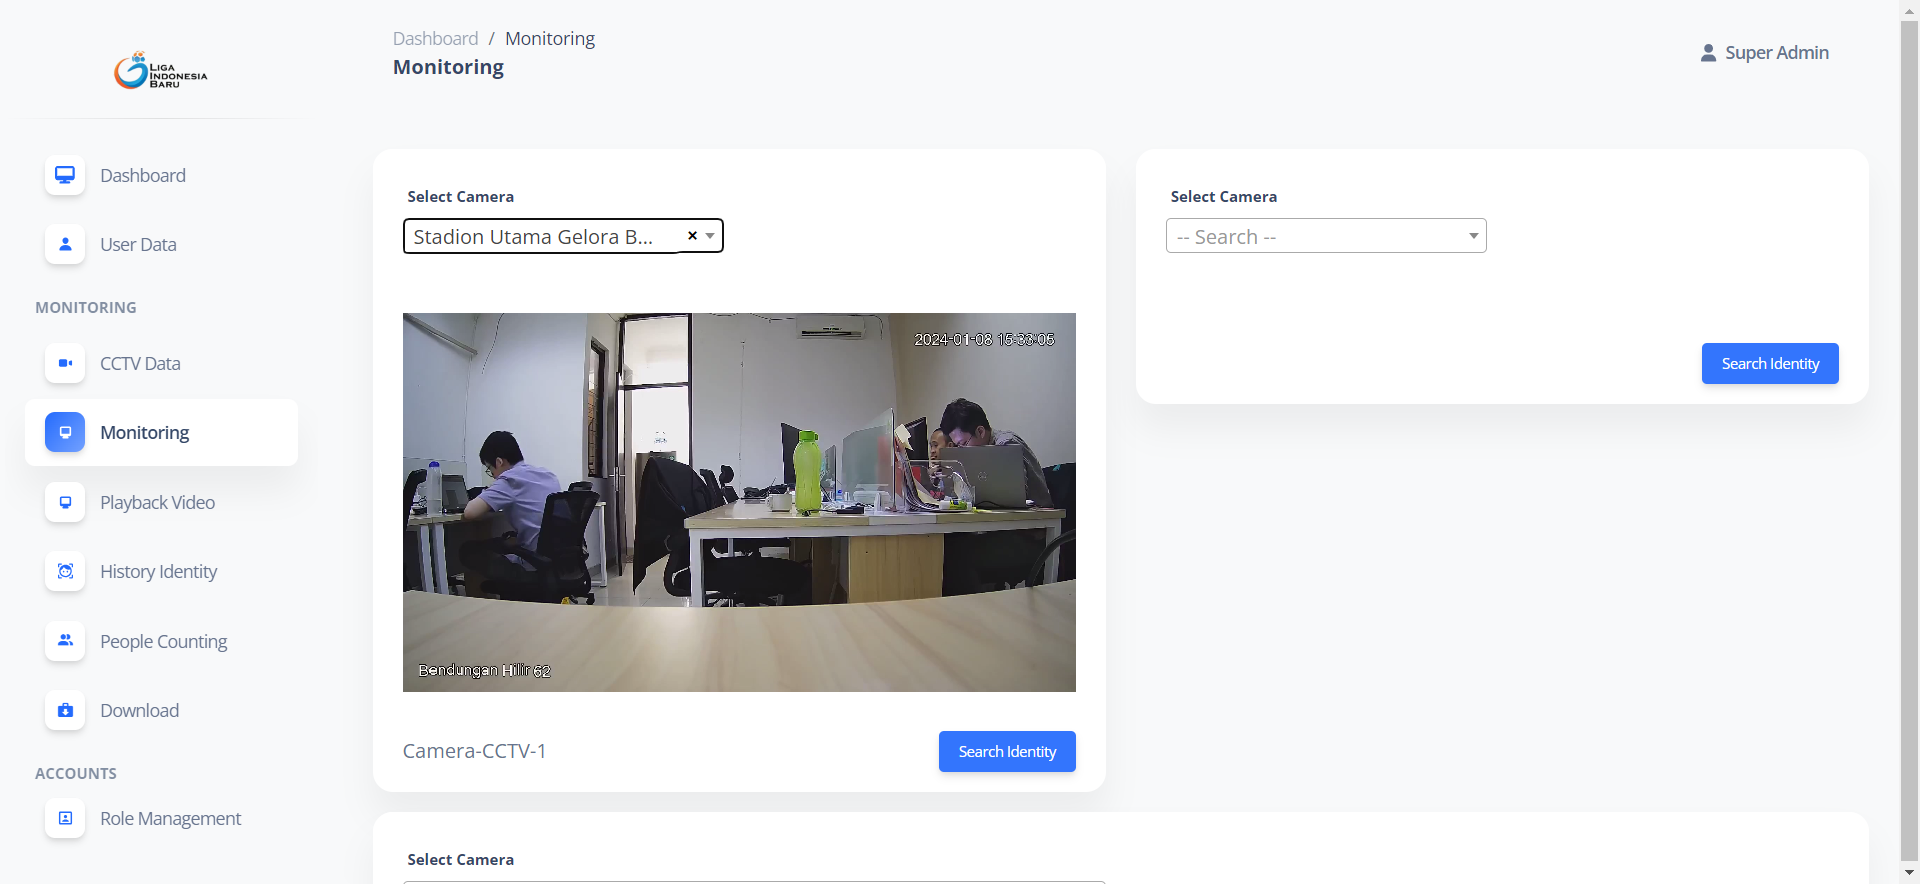 LIGA
INDONESIA
BARU
Dashboard / Monitoring
Monitoring
Super Admin
Dashboard
User Data
MONITORING
CCTV Data
Monitoring
Playback Video
History Identity
People Counting
Download
ACCOUNTS
Role Management
Select Camera
Stadion Utama Gelora B... ×
2024-01-08 15:33:05
Bendungan Hilir 62
Camera-CCTV-1
Search Identity
Select Camera
-- Search --
Search Identity
Select Camera